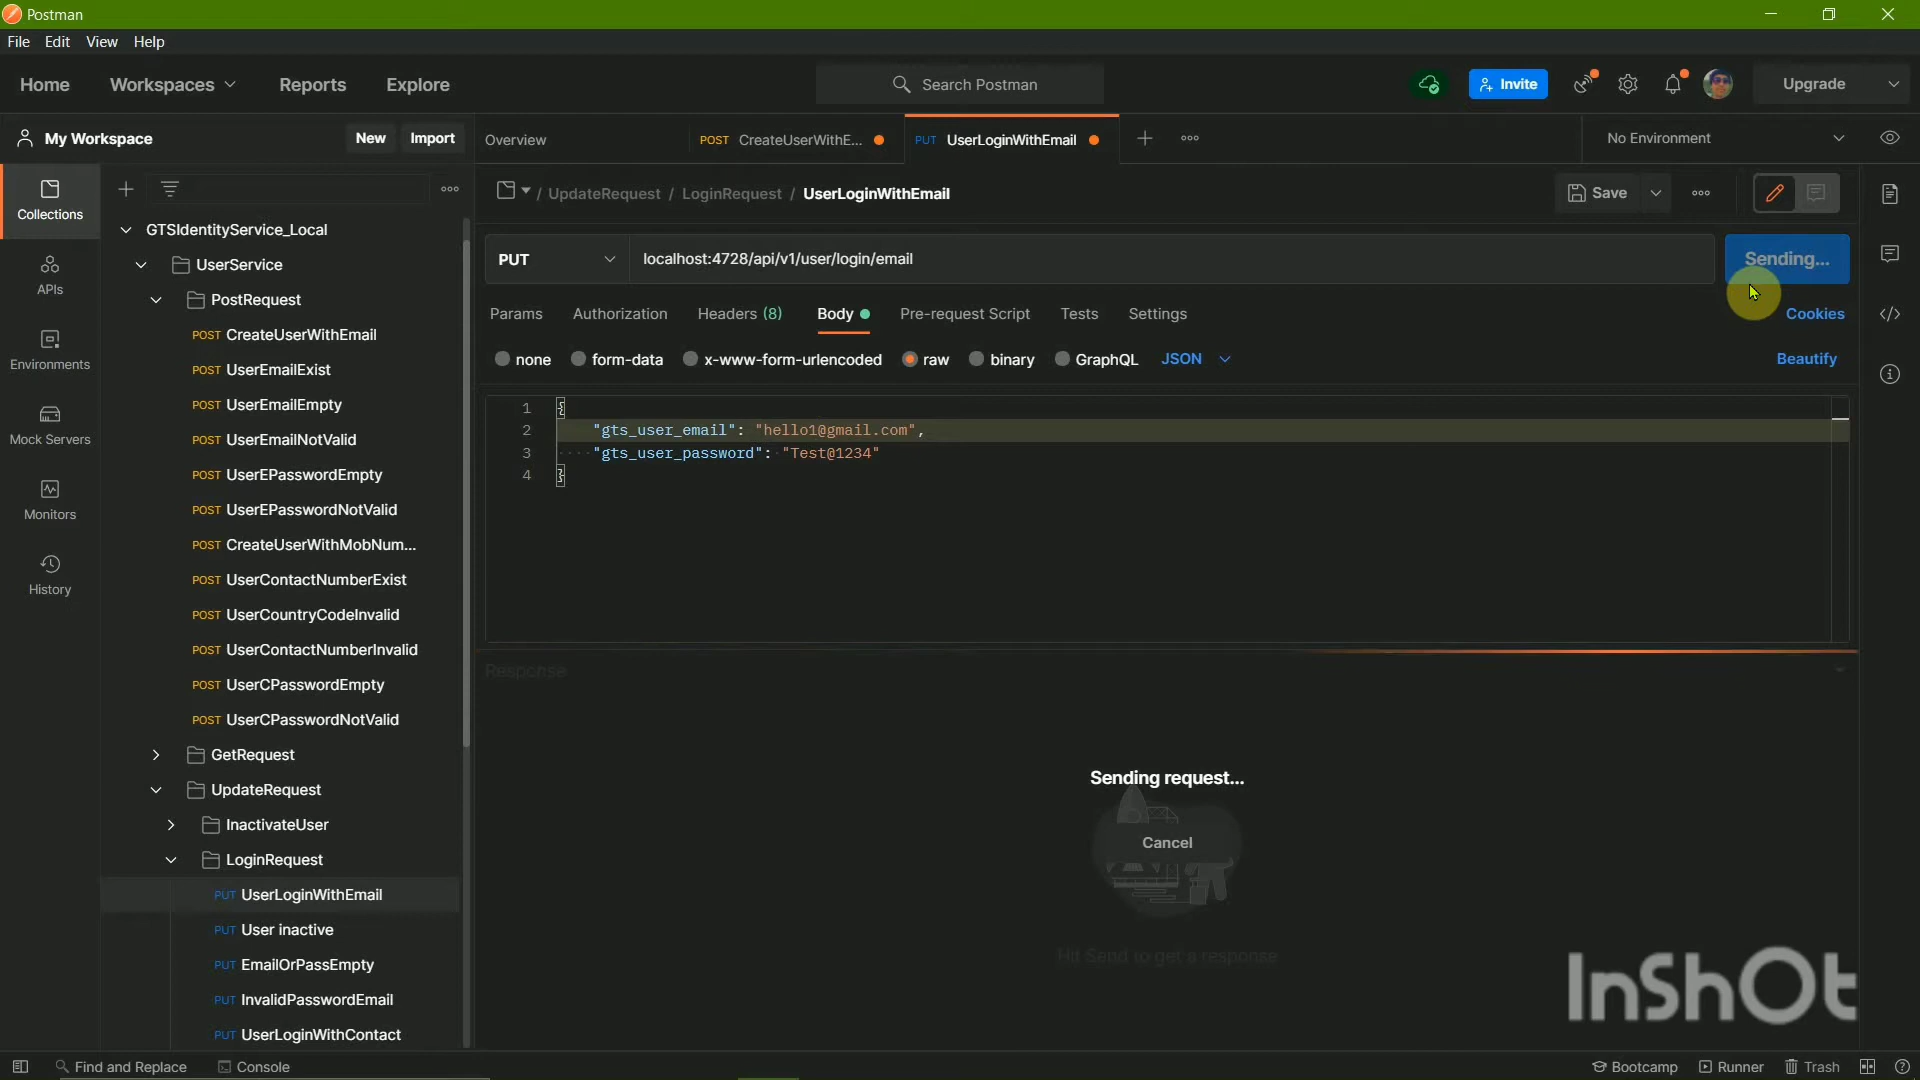 Postman
File Edit View Help
Home Workspaces Reports Explore Search Postman Invite Upgrade
My Workspace New Import
Overview POST CreateUserWithE... PUT UserLoginWithEmail No Environment
Collections
APIs
Environments
Mock Servers
Monitors
History
GTSIdentityService_Local
UserService
PostRequest
POST CreateUserWithEmail
POST UserEmailExist
POST UserEmailEmpty
POST UserEmailNotValid
POST UserEPasswordEmpty
POST UserEPasswordNotValid
POST CreateUserWithMobNum...
POST UserContactNumberExist
POST UserCountryCodeInvalid
POST UserContactNumberInvalid
POST UserCPasswordEmpty
POST UserCPasswordNotValid
GetRequest
UpdateRequest
InactivateUser
LoginRequest
PUT UserLoginWithEmail
PUT User inactive
PUT EmailOrPassEmpty
PUT InvalidPasswordEmail
PUT UserLoginWithContact
/ UpdateRequest / LoginRequest / UserLoginWithEmail Save
PUT localhost:4728/api/v1/user/login/email Sending...
Params Authorization Headers (8) Body Pre-request Script Tests Settings Cookies
none form-data x-www-form-urlencoded raw binary GraphQL JSON Beautify
1 {
2 "gts_user_email": "hello1@gmail.com",
3 ····"gts_user_password":·"Test@1234"
4 }
Response
Sending request...
Cancel
Hit Send to get a response
InShOt
Find and Replace Console Bootcamp Runner Trash